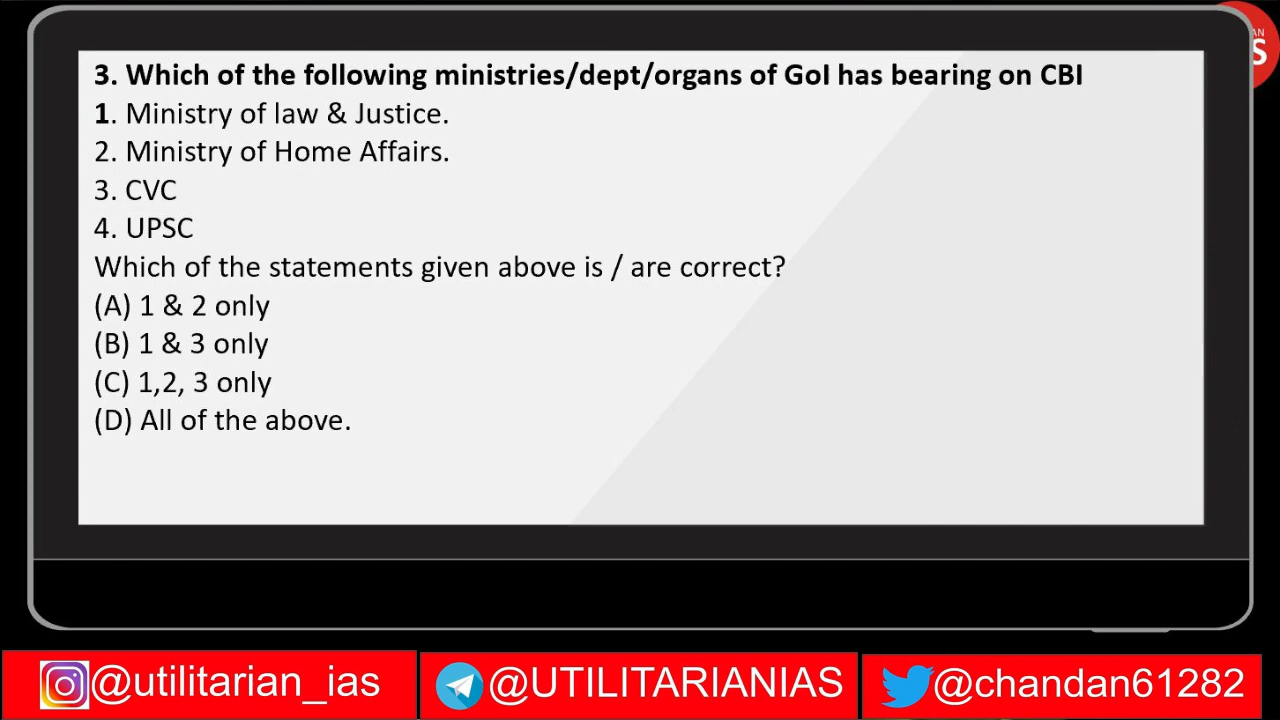 3. Which of the following ministries/dept/organs of GoI has bearing on CBI
1. Ministry of law & Justice.
2. Ministry of Home Affairs.
3. CVC
4. UPSC
Which of the statements given above is / are correct?
(A) 1 & 2 only
(B) 1 & 3 only
(C) 1,2, 3 only
(D) All of the above.
@utilitarian_ias @UTILITARIANIAS @chandan61282